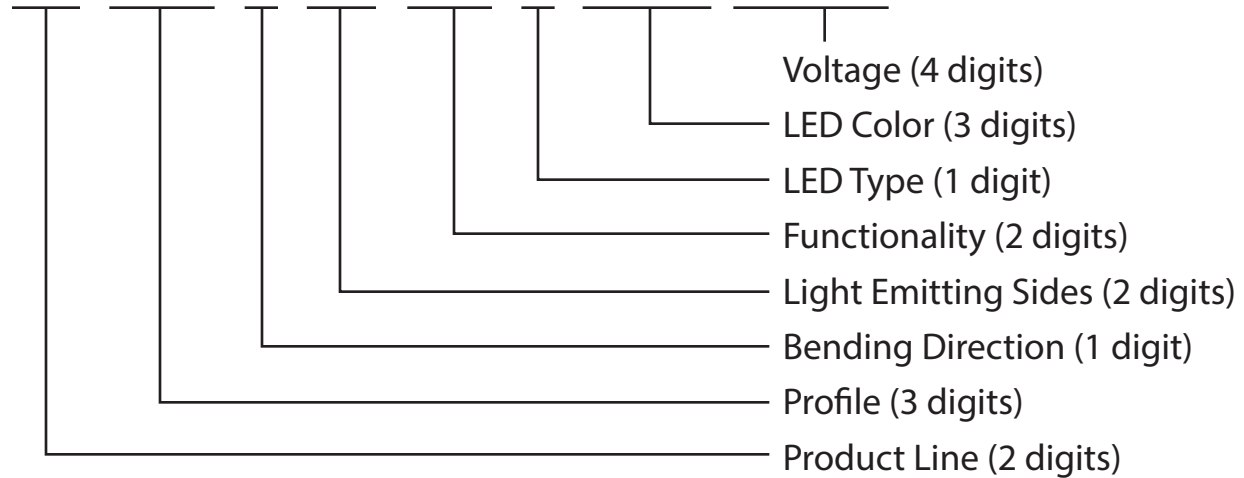 Voltage (4 digits)
LED Color (3 digits)
LED Type (1 digit)
Functionality (2 digits)
Light Emitting Sides (2 digits)
Bending Direction (1 digit)
Profile (3 digits)
Product Line (2 digits)